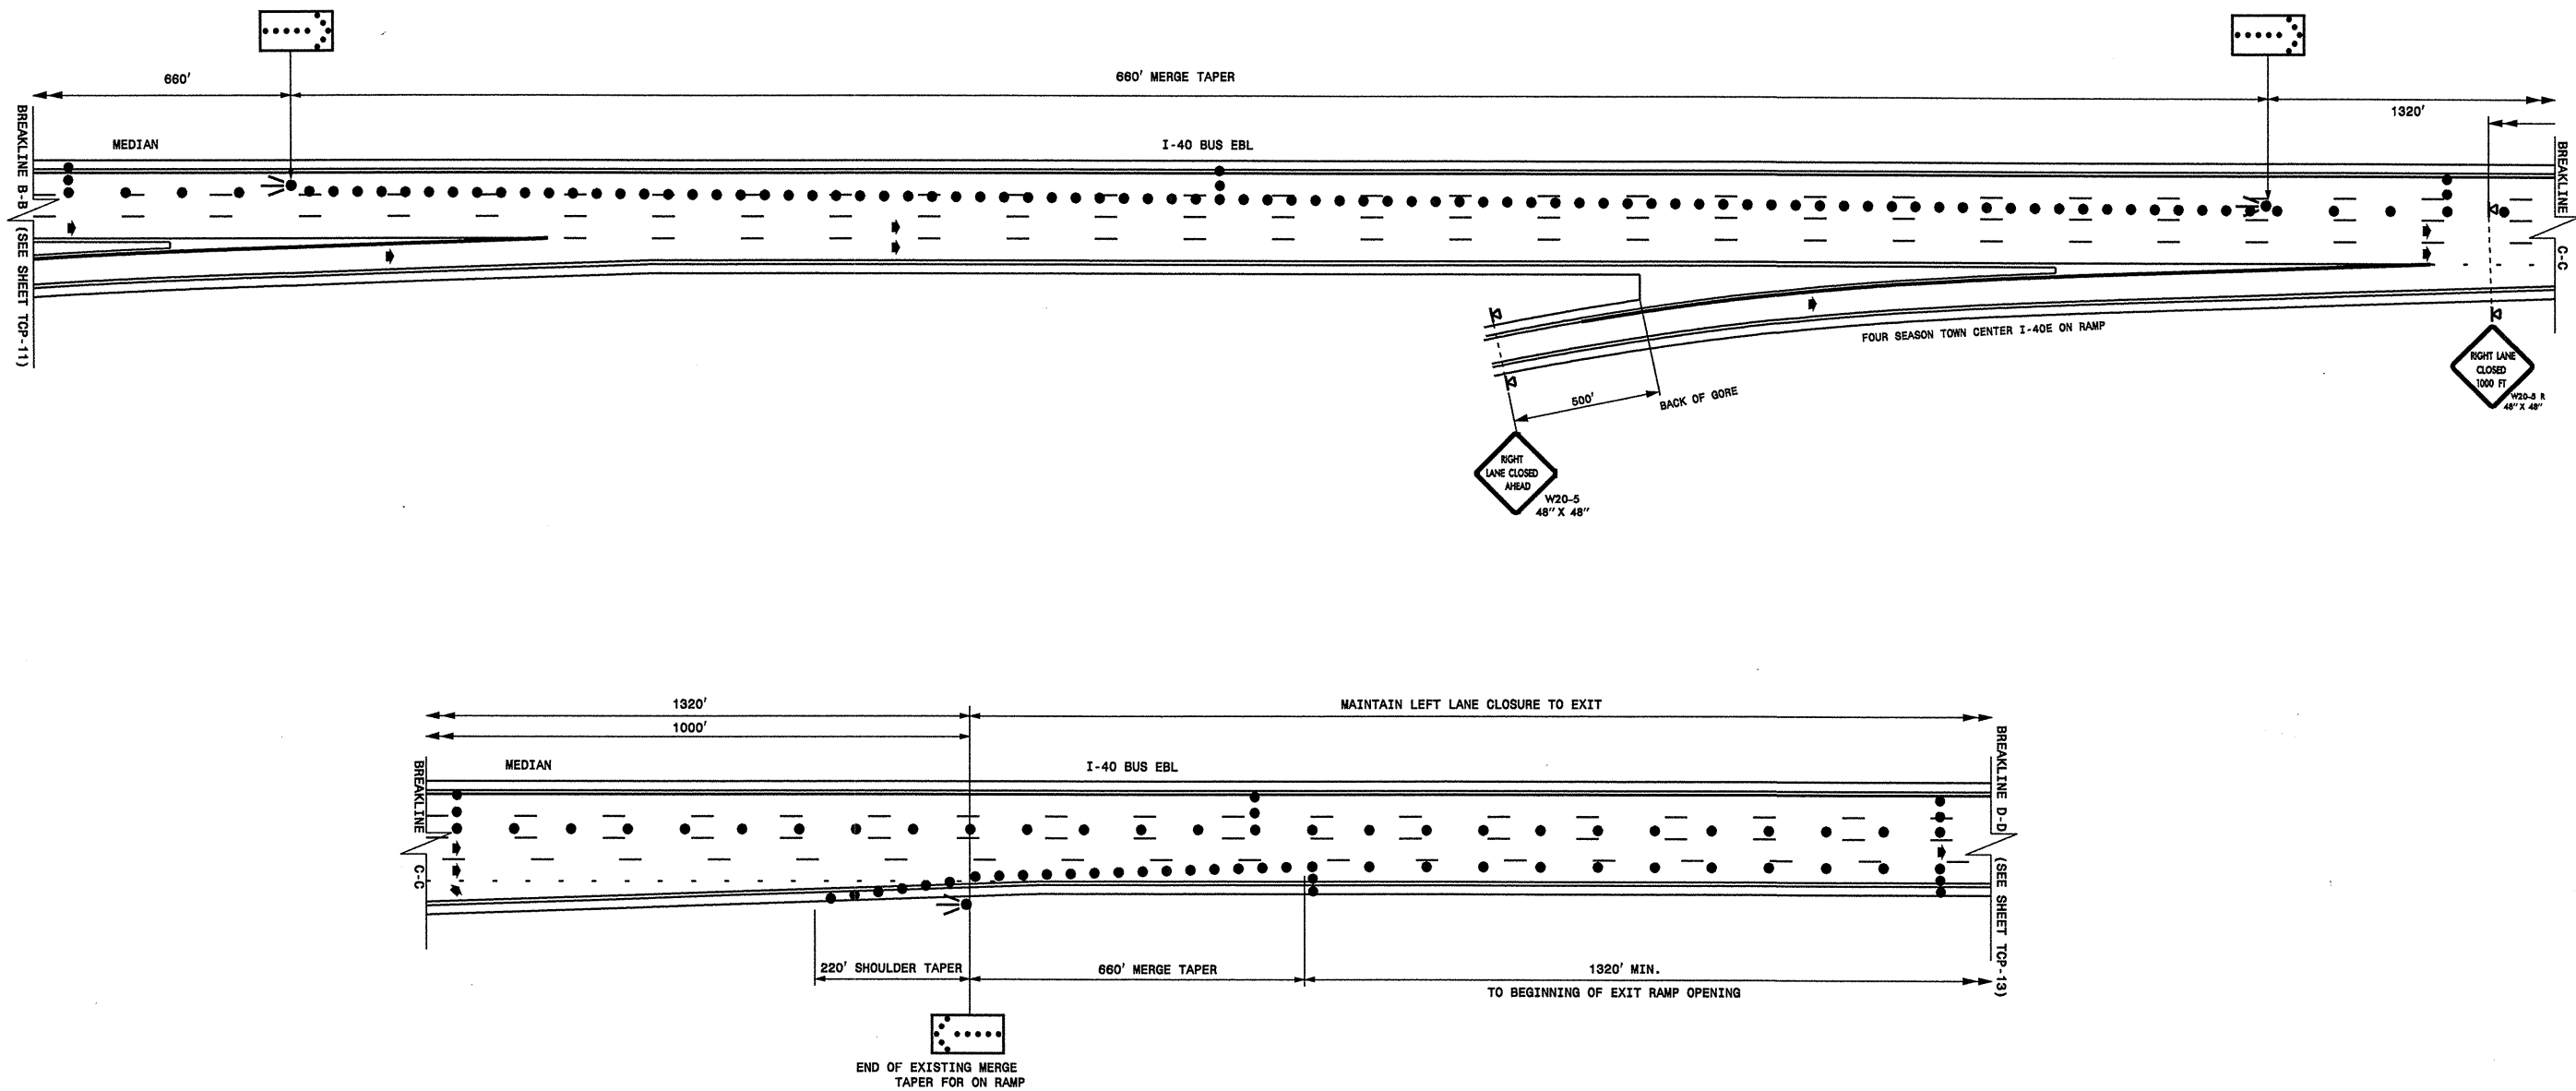 660'
660' MERGE TAPER
1320'
BREAKLINE B-B (SEE SHEET TCP-11)
MEDIAN
I-40 BUS EBL
BREAKLINE C-C
FOUR SEASON TOWN CENTER I-40E ON RAMP
RIGHT LANE
CLOSED
1000 FT
W20-5 R
48" X 48"
500'
BACK OF GORE
RIGHT
LANE CLOSED
AHEAD
W20-5
48" X 48"
1320'
MAINTAIN LEFT LANE CLOSURE TO EXIT
1000'
BREAKLINE C-C
MEDIAN
I-40 BUS EBL
BREAKLINE D-D (SEE SHEET TCP-13)
220' SHOULDER TAPER
660' MERGE TAPER
1320' MIN.
TO BEGINNING OF EXIT RAMP OPENING
END OF EXISTING MERGE
TAPER FOR ON RAMP